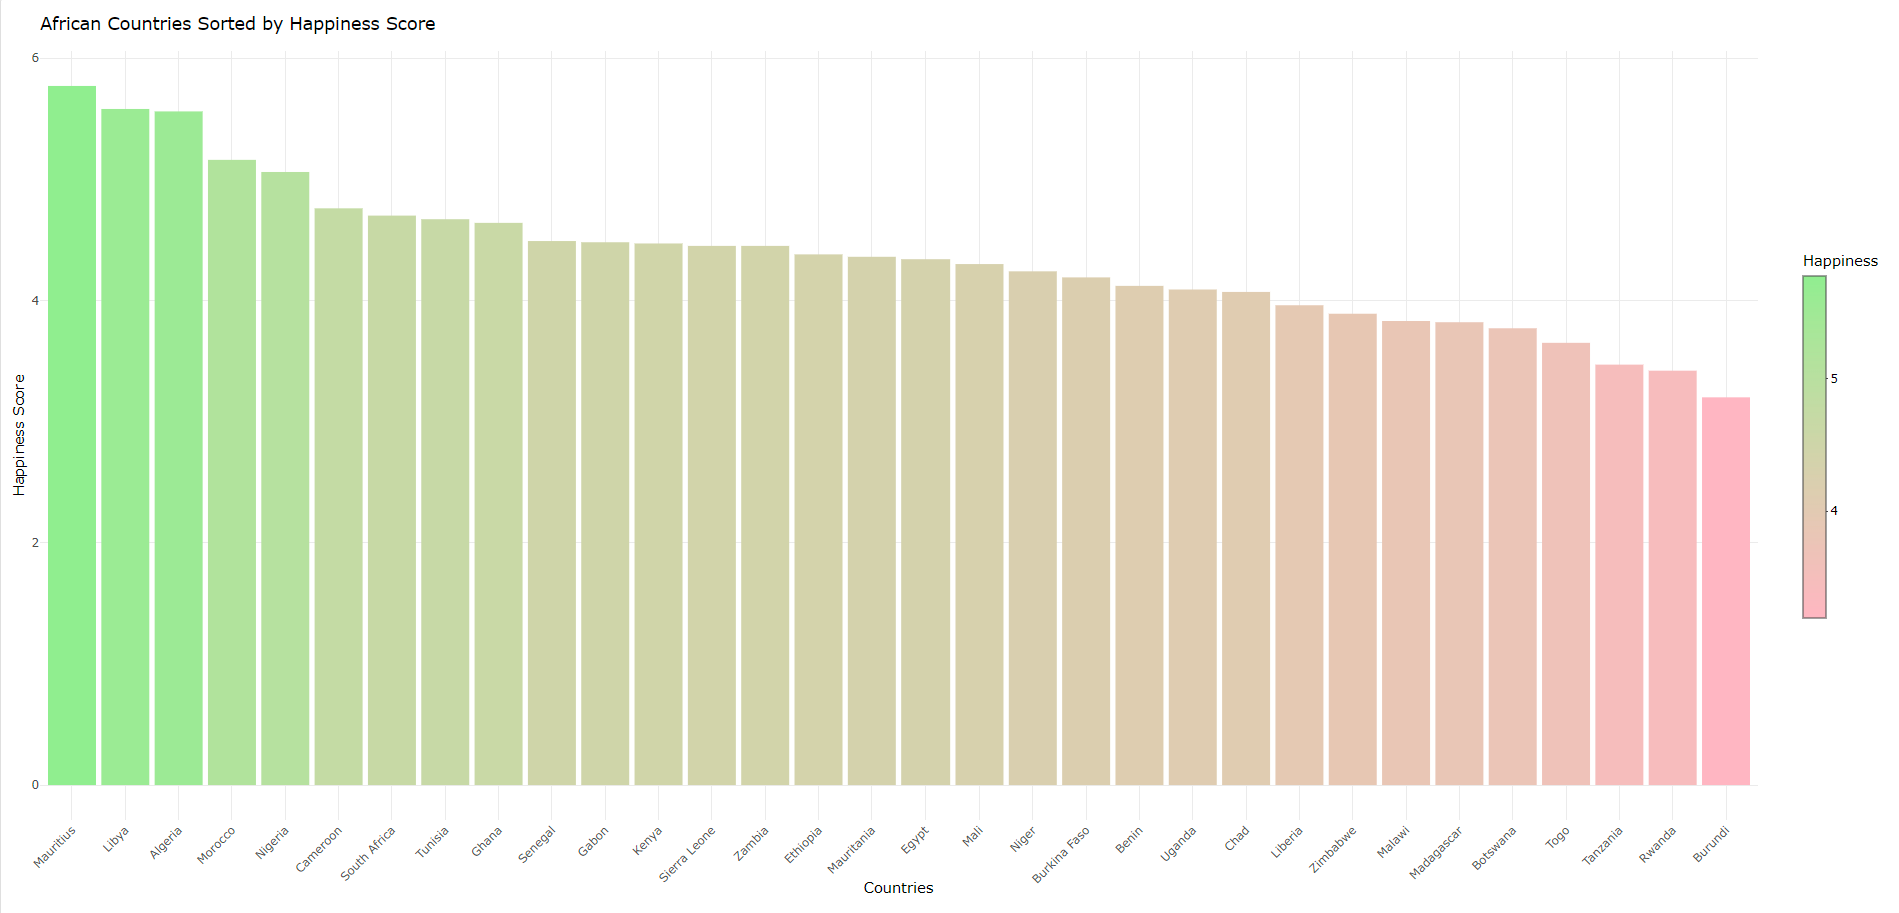 African Countries Sorted by Happiness Score
6
4
2
0
Happiness Score
Mauritius
Libya
Algeria
Morocco
Nigeria
Cameroon
South Africa
Tunisia
Ghana
Senegal
Gabon
Kenya
Sierra Leone
Zambia
Ethiopia
Mauritania
Egypt
Mali
Niger
Burkina Faso
Benin
Uganda
Chad
Liberia
Zimbabwe
Malawi
Madagascar
Botswana
Togo
Tanzania
Rwanda
Burundi
Countries
Happiness
5
4